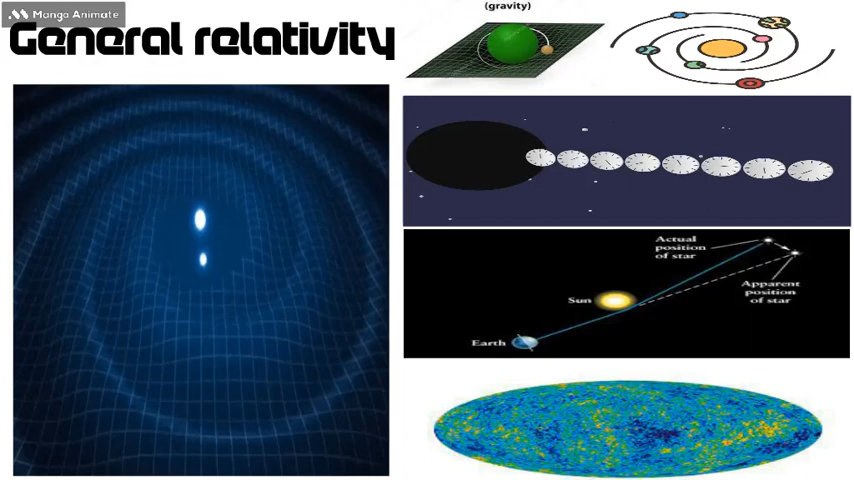 Manga Animate
General relativity
(gravity)
Actual
position
of star
Apparent
position
of star
Sun
Earth